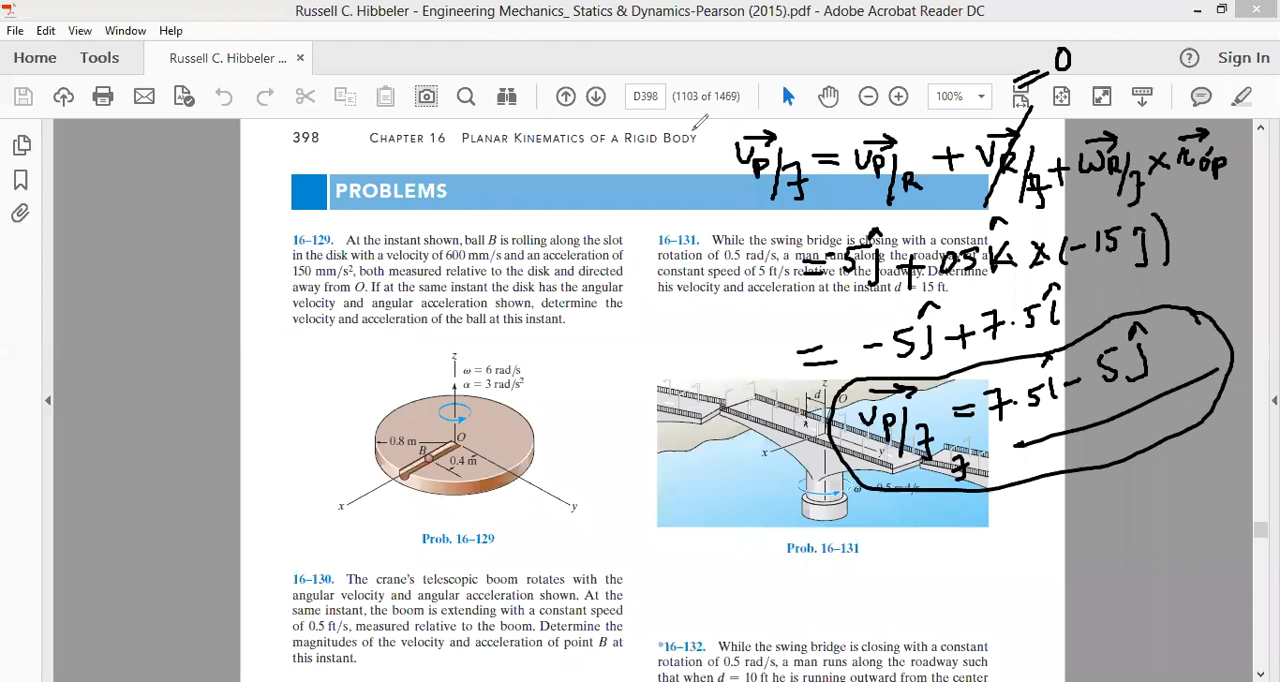 Russell C. Hibbeler - Engineering Mechanics_ Statics & Dynamics-Pearson (2015).pdf - Adobe Acrobat Reader DC
File Edit View Window Help
Home Tools Russell C. Hibbeler ... × Sign In
D398 (1103 of 1469) 100%
398 CHAPTER 16 PLANAR KINEMATICS OF A RIGID BODY
PROBLEMS
16–129. At the instant shown, ball B is rolling along the slot
in the disk with a velocity of 600 mm/s and an acceleration of
150 mm/s², both measured relative to the disk and directed
away from O. If at the same instant the disk has the angular
velocity and angular acceleration shown, determine the
velocity and acceleration of the ball at this instant.
z
ω = 6 rad/s
α = 3 rad/s²
0.8 m
O
B
0.4 m
x
y
Prob. 16–129
16–130. The crane's telescopic boom rotates with the
angular velocity and angular acceleration shown. At the
same instant, the boom is extending with a constant speed
of 0.5 ft/s, measured relative to the boom. Determine the
magnitudes of the velocity and acceleration of point B at
this instant.
16–131. While the swing bridge is closing with a constant
rotation of 0.5 rad/s, a man runs along the roadway at a
constant speed of 5 ft/s relative to the roadway. Determine
his velocity and acceleration at the instant d = 15 ft.
z
d
O
x
y
ω 0.5 rad/s
Prob. 16–131
*16–132. While the swing bridge is closing with a constant
rotation of 0.5 rad/s, a man runs along the roadway such
that when d = 10 ft he is running outward from the center
= 0
= -5ĵ + 05k̂ × (-15 ĵ)
= -5ĵ + 7.5î
= 7.5î - 5ĵ